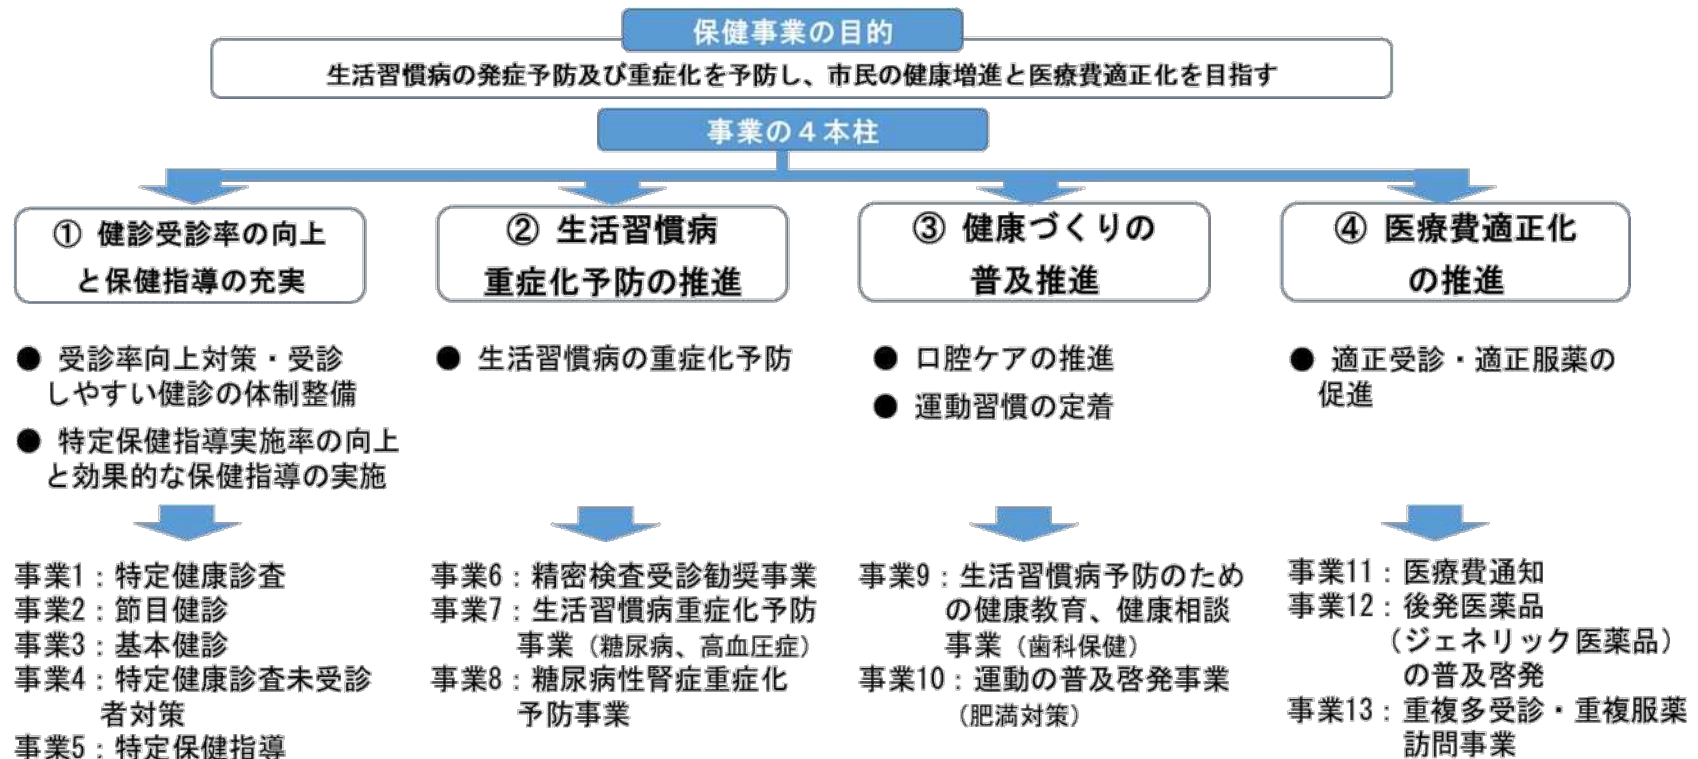 保健事業の目的
生活習慣病の発症予防及び重症化を予防し、市民の健康増進と医療費適正化を目指す
事業の４本柱
① 健診受診率の向上
と保健指導の充実
● 受診率向上対策・受診
しやすい健診の体制整備
● 特定保健指導実施率の向上
と効果的な保健指導の実施
事業1：特定健康診査
事業2：節目健診
事業3：基本健診
事業4：特定健康診査未受診
者対策
事業5：特定保健指導
② 生活習慣病
重症化予防の推進
● 生活習慣病の重症化予防
事業6：精密検査受診勧奨事業
事業7：生活習慣病重症化予防
事業（糖尿病、高血圧症）
事業8：糖尿病性腎症重症化
予防事業
③ 健康づくりの
普及推進
● 口腔ケアの推進
● 運動習慣の定着
事業9：生活習慣病予防のため
の健康教育、健康相談
事業（歯科保健）
事業10：運動の普及啓発事業
（肥満対策）
④ 医療費適正化
の推進
● 適正受診・適正服薬の
促進
事業11：医療費通知
事業12：後発医薬品
（ジェネリック医薬品）
の普及啓発
事業13：重複多受診・重複服薬
訪問事業